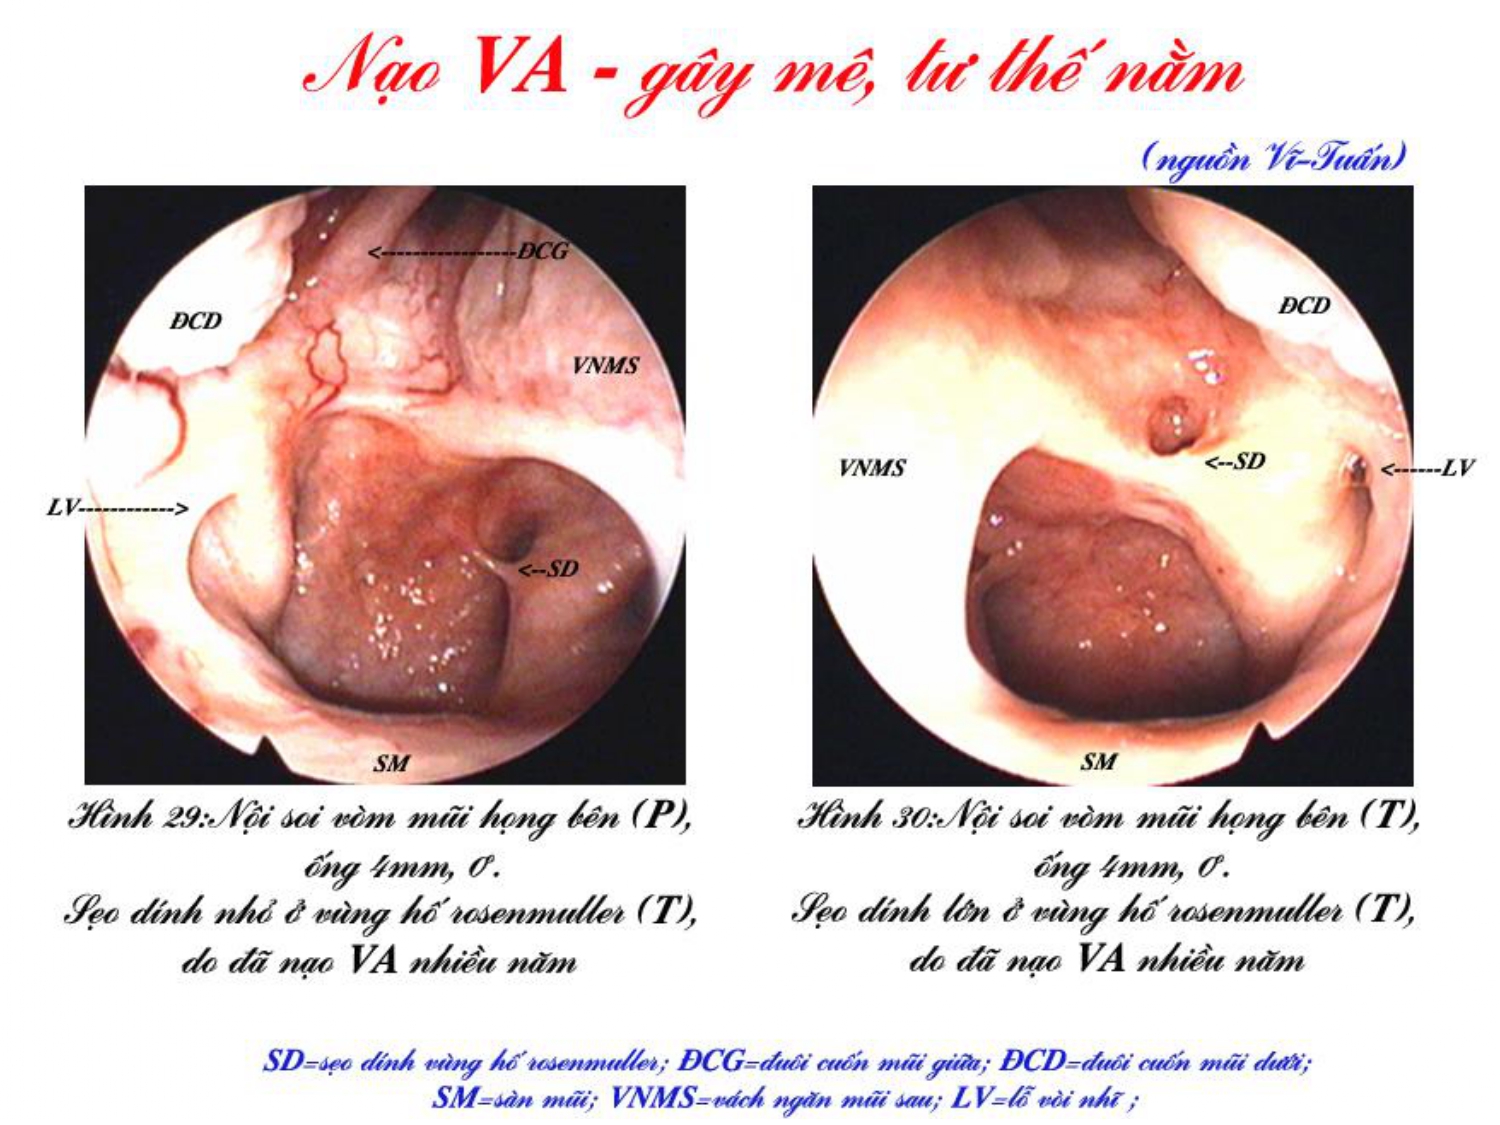 Nạo VA - gây mê, tư thế nằm
(nguồn Vĩ-Tuấn)
<-----------------ĐCG
ĐCD
VNMS
LV------------>
<--SD
SM
ĐCD
VNMS
<--SD
<------LV
SM
Hình 29:Nội soi vòm mũi họng bên (P),
ống 4mm, 0°.
Sẹo dính nhỏ ở vùng hố rosenmuller (T),
do đã nạo VA nhiều năm
Hình 30:Nội soi vòm mũi họng bên (T),
ống 4mm, 0°.
Sẹo dính lớn ở vùng hố rosenmuller (T),
do đã nạo VA nhiều năm
SD=sẹo dính vùng hố rosenmuller; ĐCG=đuôi cuốn mũi giữa; ĐCD=đuôi cuốn mũi dưới;
SM=sàn mũi; VNMS=vách ngăn mũi sau; LV=lỗ vòi nhĩ ;